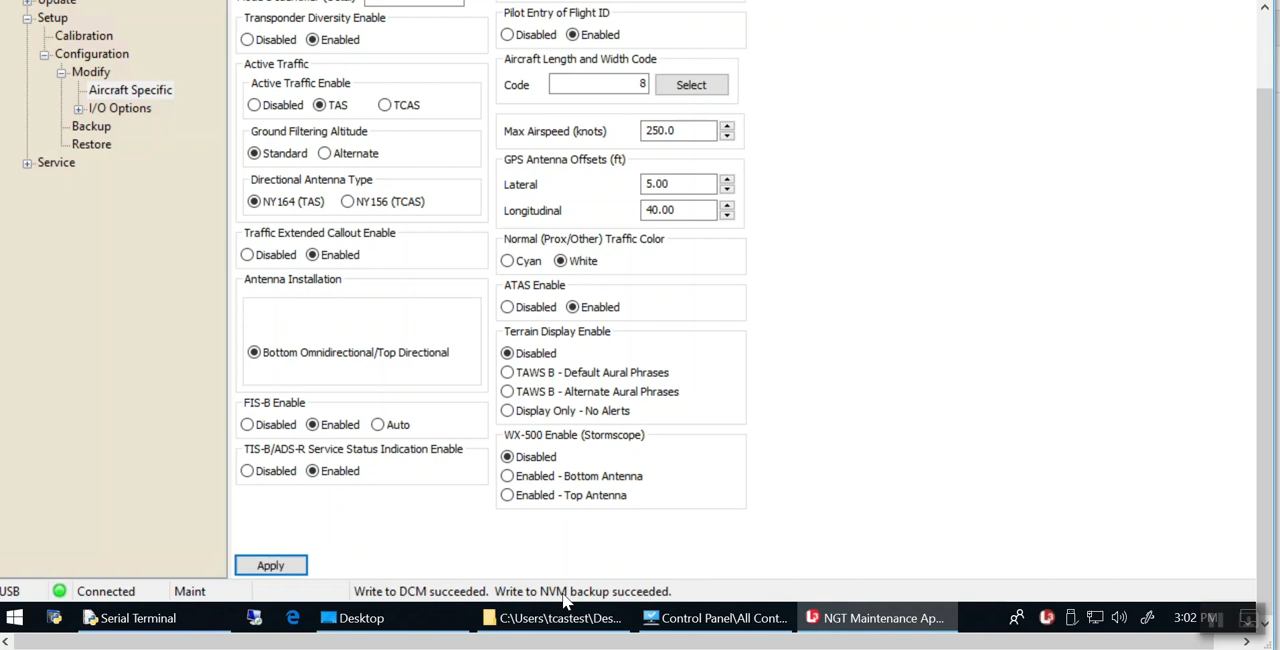 Setup
Calibration
Configuration
Modify
Aircraft Specific
I/O Options
Backup
Restore
Service
Transponder Diversity Enable
Disabled Enabled
Active Traffic
Active Traffic Enable
Disabled TAS TCAS
Ground Filtering Altitude
Standard Alternate
Directional Antenna Type
NY164 (TAS) NY156 (TCAS)
Traffic Extended Callout Enable
Disabled Enabled
Antenna Installation
Bottom Omnidirectional/Top Directional
FIS-B Enable
Disabled Enabled Auto
TIS-B/ADS-R Service Status Indication Enable
Disabled Enabled
Apply
Pilot Entry of Flight ID
Disabled Enabled
Aircraft Length and Width Code
Code 8 Select
Max Airspeed (knots) 250.0
GPS Antenna Offsets (ft)
Lateral 5.00
Longitudinal 40.00
Normal (Prox/Other) Traffic Color
Cyan White
ATAS Enable
Disabled Enabled
Terrain Display Enable
Disabled
TAWS B - Default Aural Phrases
TAWS B - Alternate Aural Phrases
Display Only - No Alerts
WX-500 Enable (Stormscope)
Disabled
Enabled - Bottom Antenna
Enabled - Top Antenna
USB Connected Maint Write to DCM succeeded. Write to NVM backup succeeded.
Serial Terminal Desktop C:\Users\tcastest\Des... Control Panel\All Cont... NGT Maintenance Ap... 3:02 PM